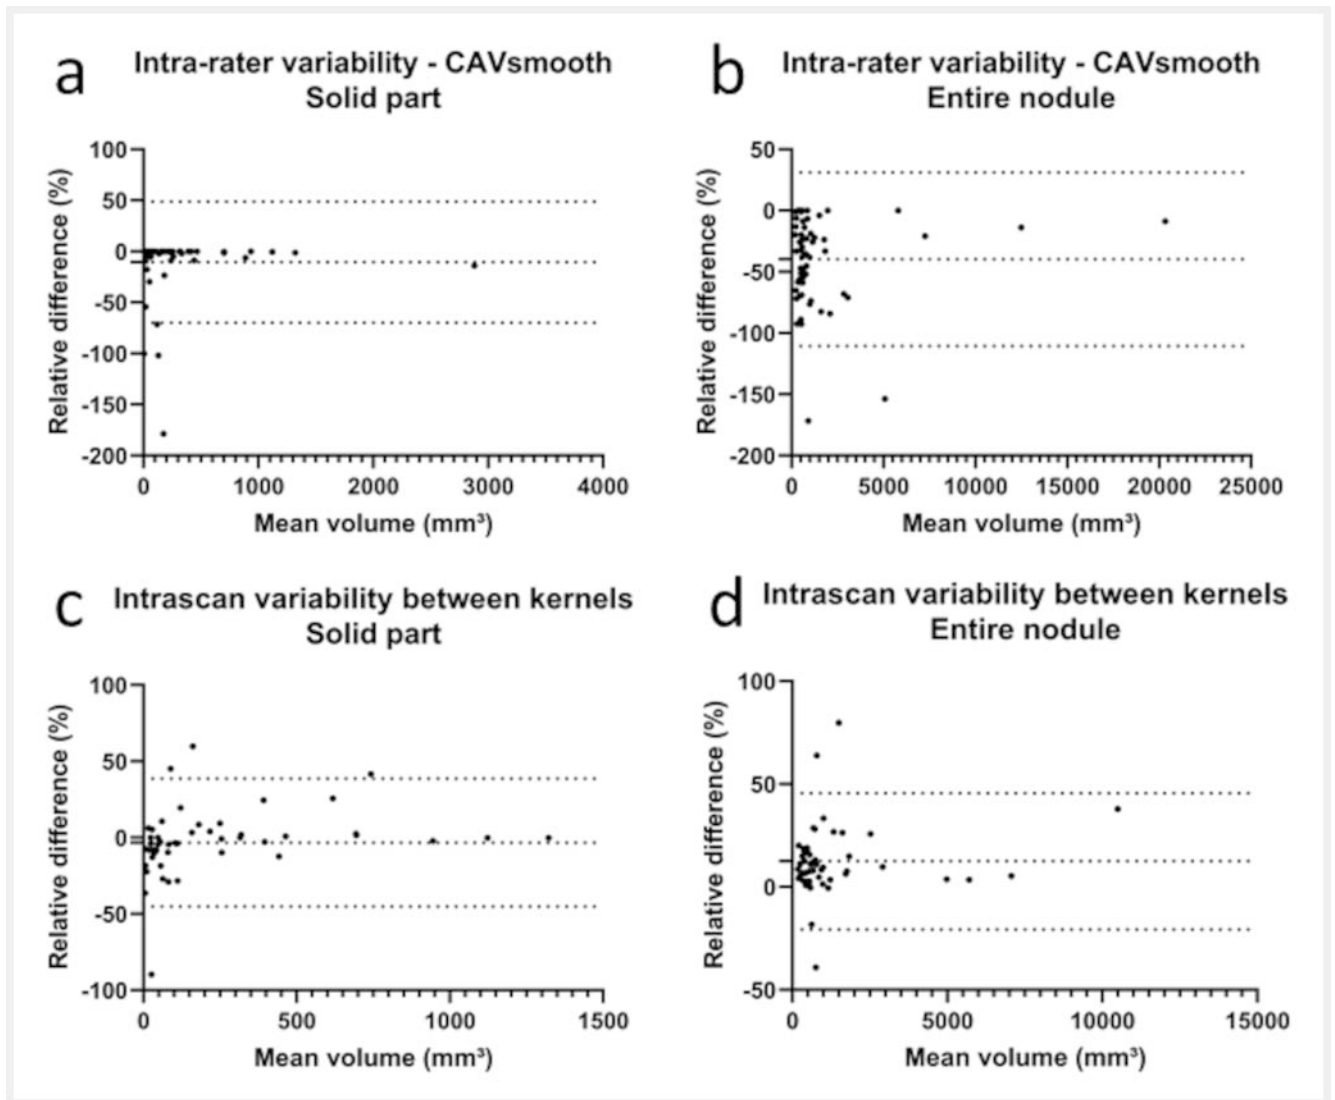 a
Intra-rater variability - CAVsmooth
Solid part
100
50
0
-50
-100
-150
-200
Relative difference (%)
0 1000 2000 3000 4000
Mean volume (mm³)
b
Intra-rater variability - CAVsmooth
Entire nodule
50
0
-50
-100
-150
-200
Relative difference (%)
0 5000 10000 15000 20000 25000
Mean volume (mm³)
c
Intrascan variability between kernels
Solid part
100
50
0
-50
-100
Relative difference (%)
0 500 1000 1500
Mean volume (mm³)
d
Intrascan variability between kernels
Entire nodule
100
50
0
-50
Relative difference (%)
0 5000 10000 15000
Mean volume (mm³)